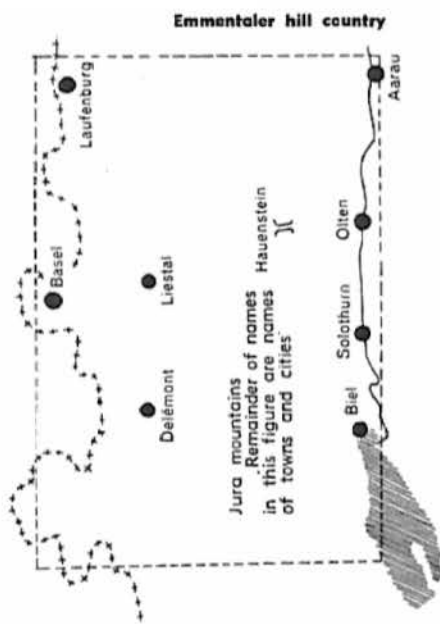 Emmentaler hill country
Laufenburg
Basel
Liestal
Delémont
Aarau
Olten
Solothurn
Biel
Hauenstein
Jura mountains
Remainder of names
in this figure are names
of towns and cities